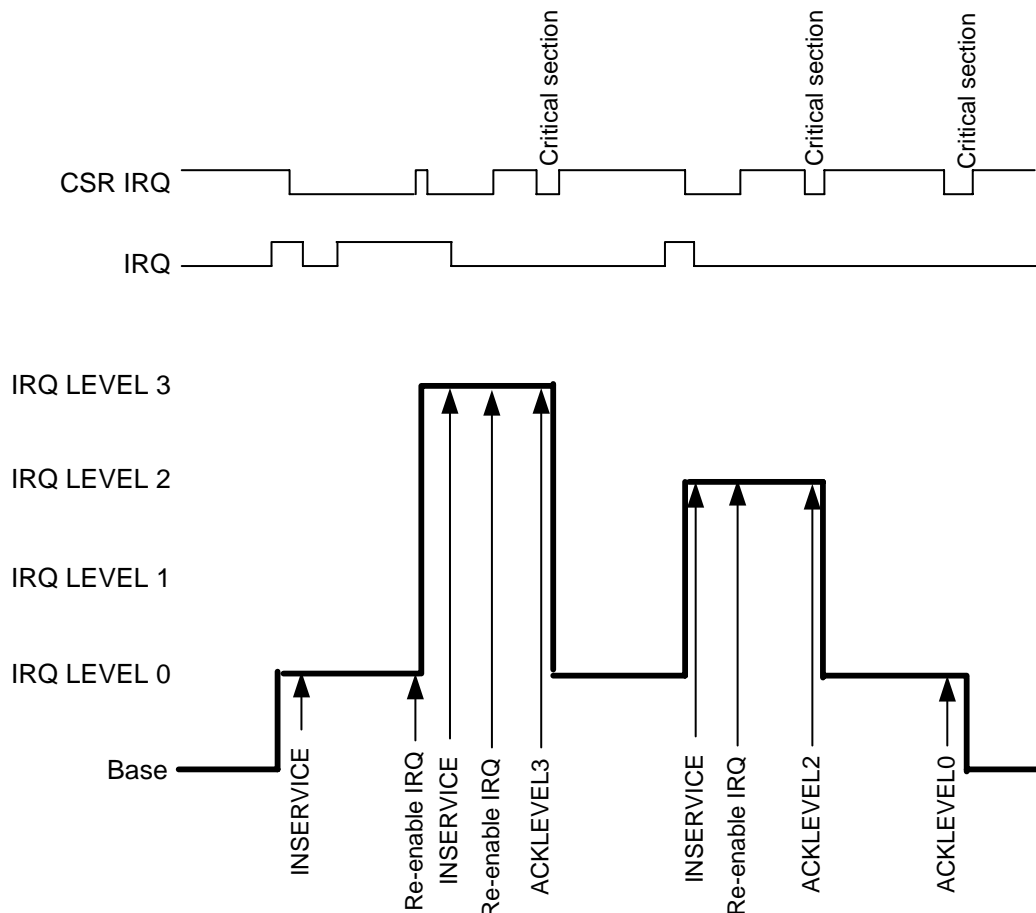 Critical section
Critical section
Critical section
CSR IRQ
IRQ
IRQ LEVEL 3
IRQ LEVEL 2
IRQ LEVEL 1
IRQ LEVEL 0
Base
INSERVICE
Re-enable IRQ
INSERVICE
Re-enable IRQ
ACKLEVEL3
INSERVICE
Re-enable IRQ
ACKLEVEL2
ACKLEVEL0